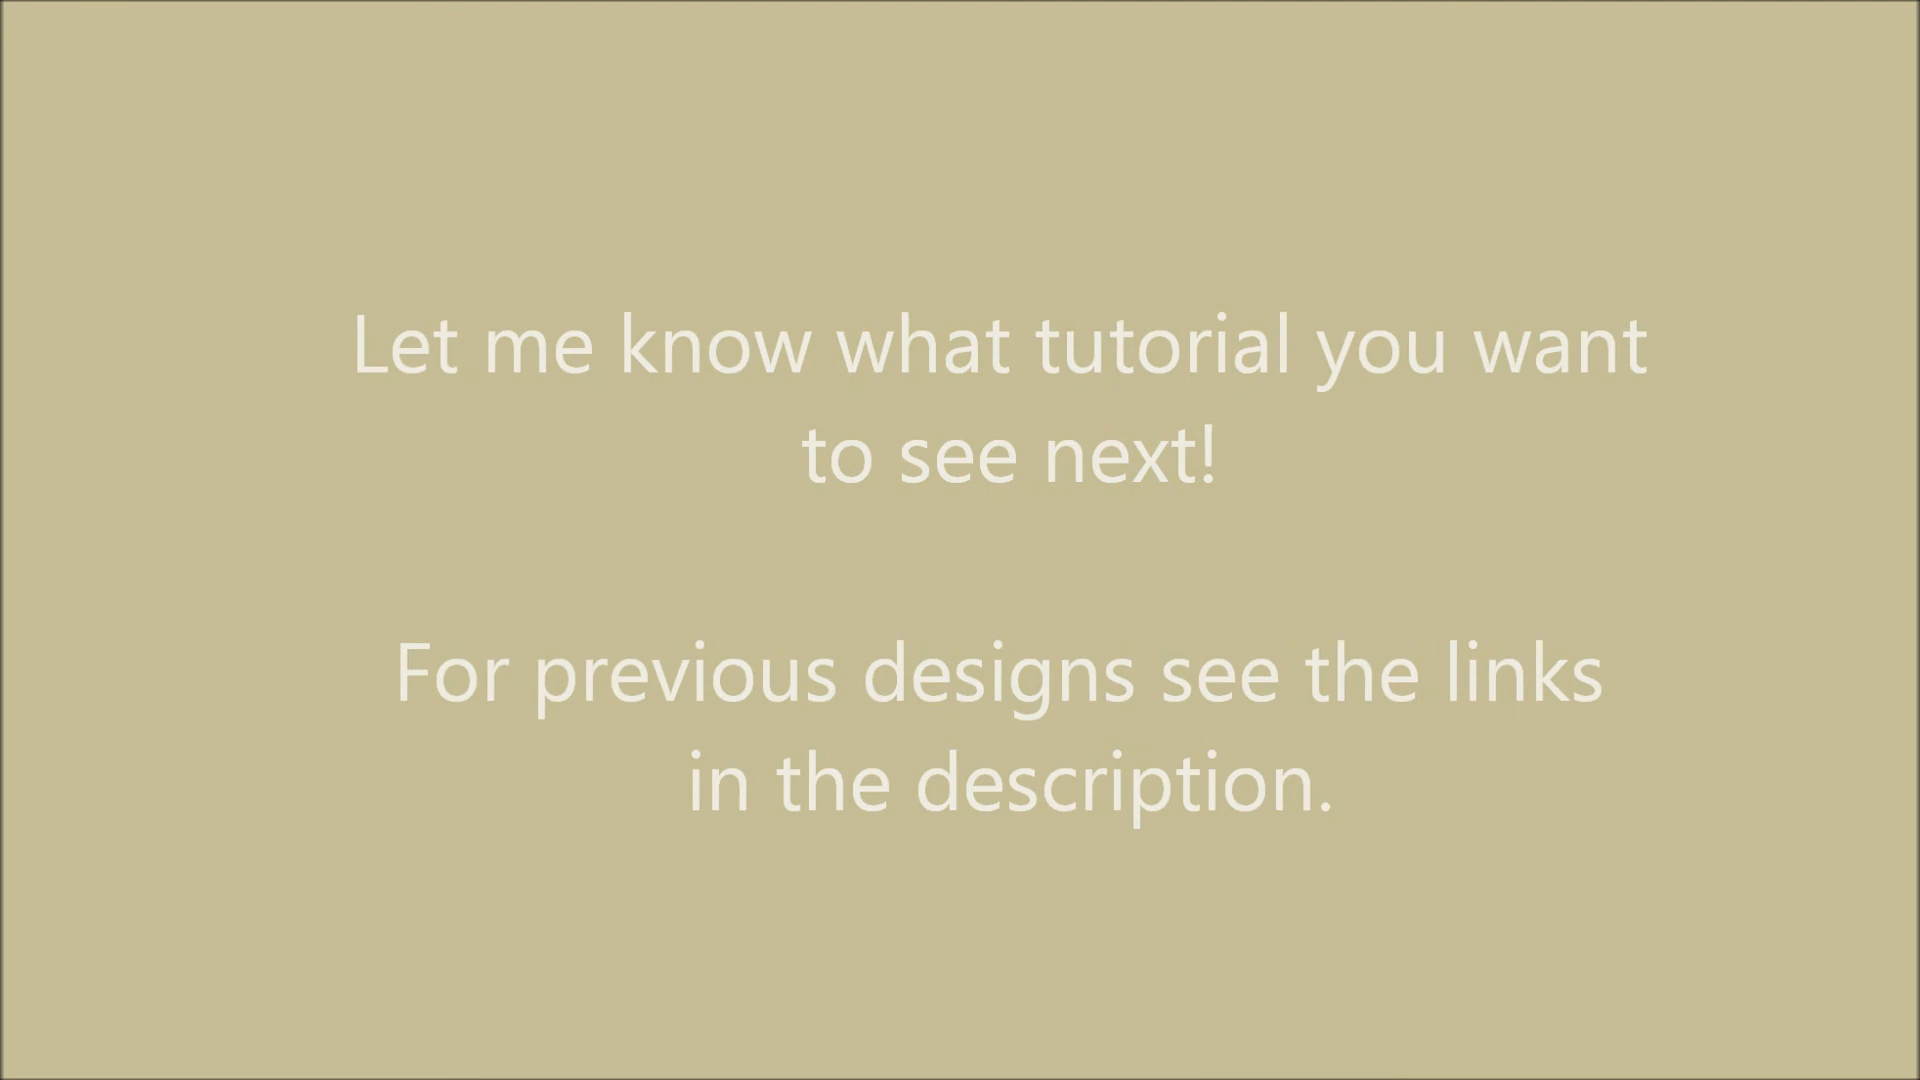 Let me know what tutorial you want
to see next!
For previous designs see the links
in the description.